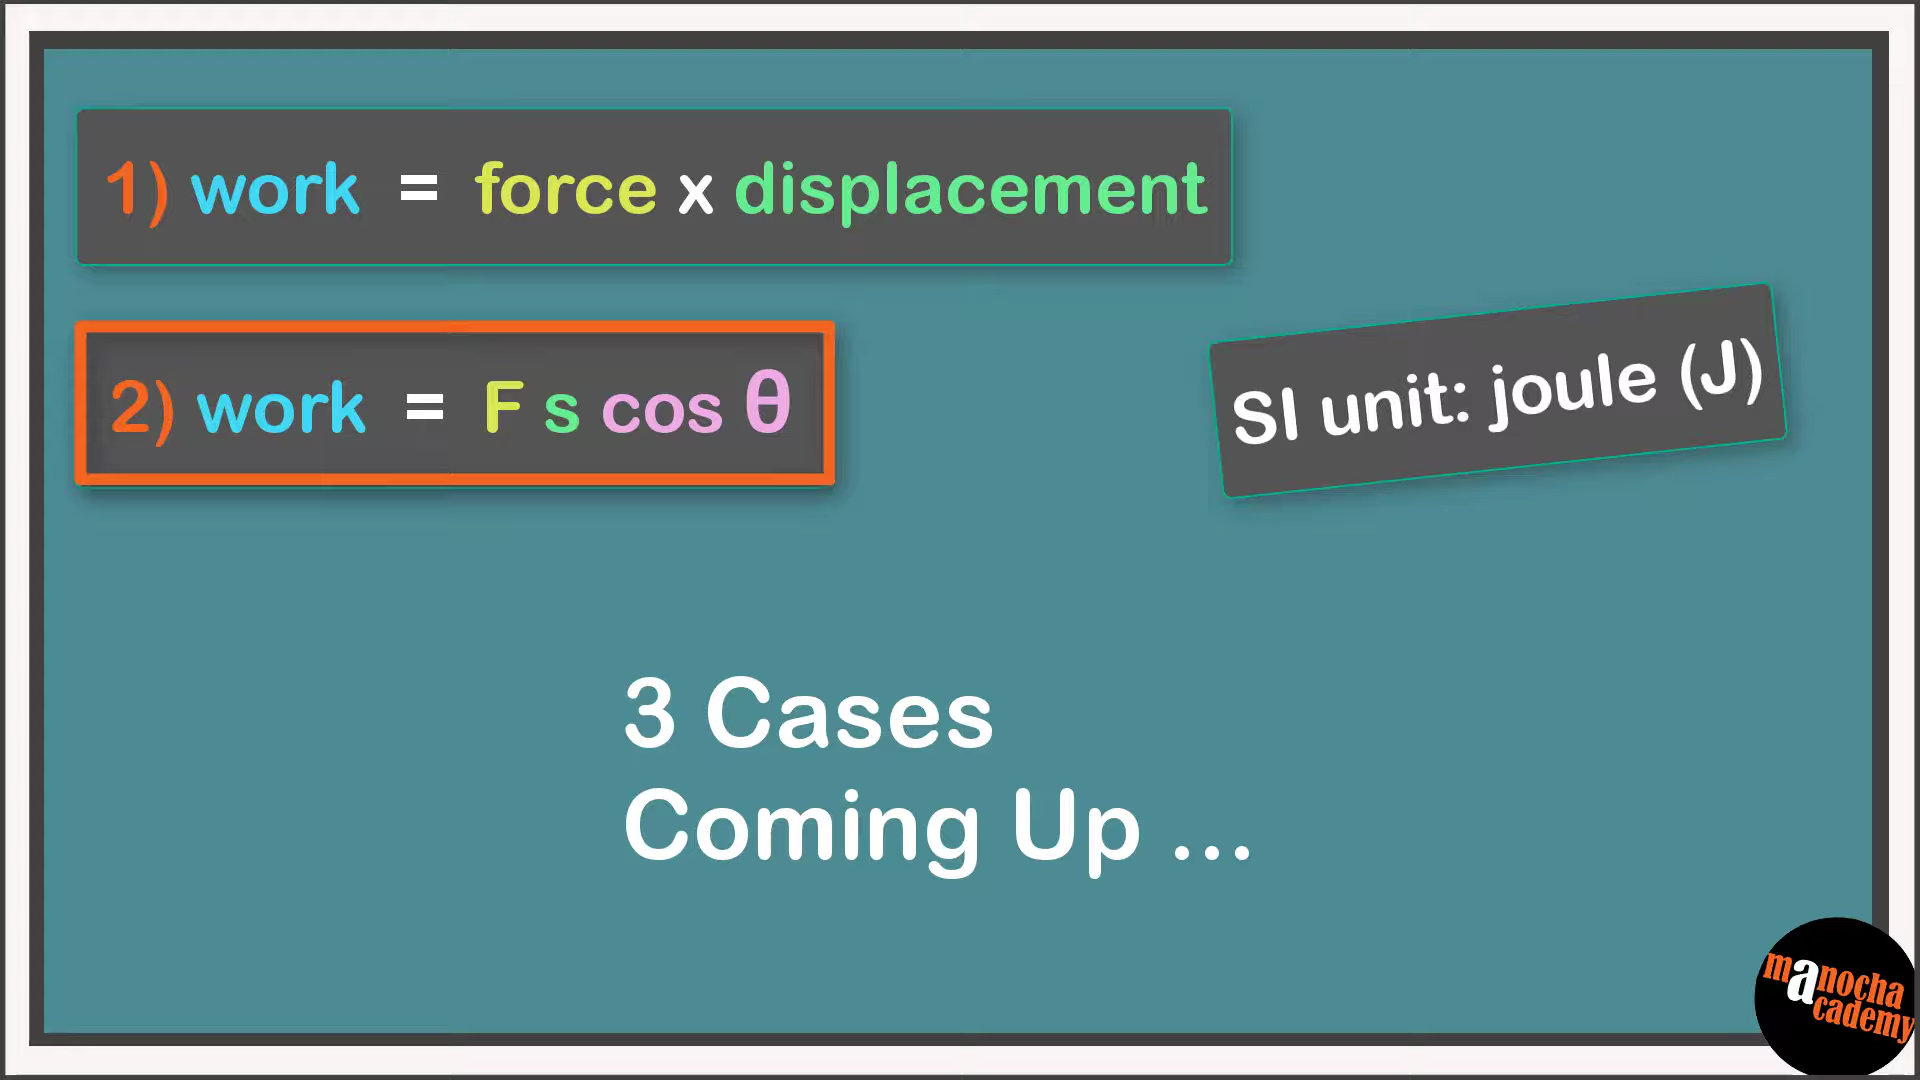 1) work = force x displacement
2) work = F s cos θ
SI unit: joule (J)
3 Cases
Coming Up ...
manocha
academy